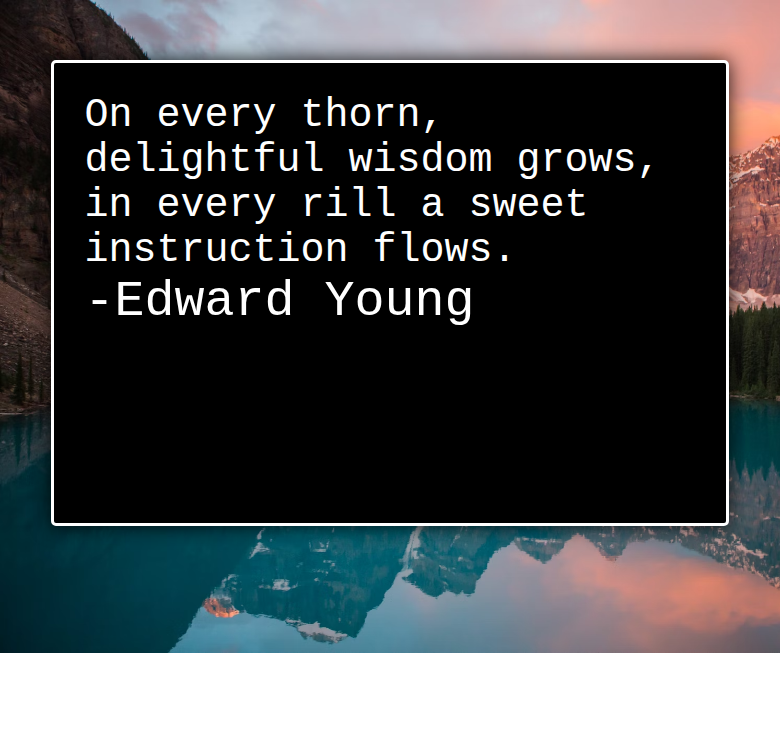 On every thorn,
delightful wisdom grows,
in every rill a sweet
instruction flows.
-Edward Young